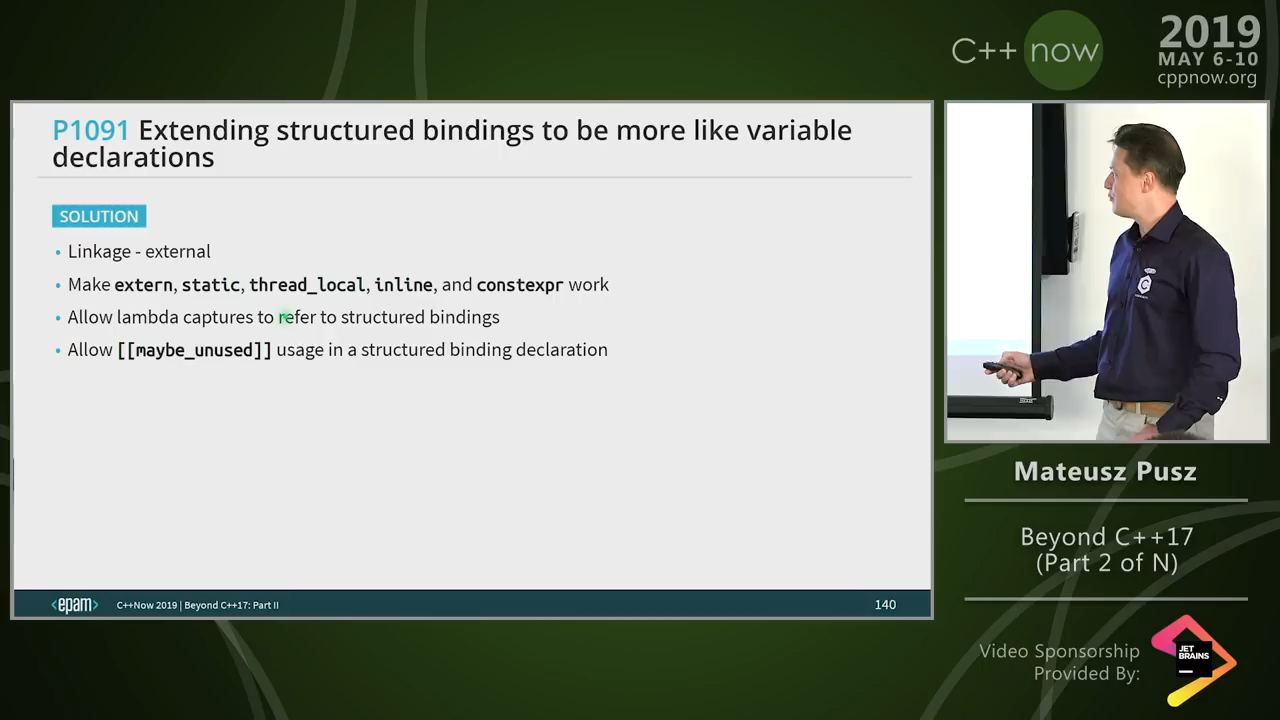 C++ now
2019
MAY 6-10
cppnow.org
P1091 Extending structured bindings to be more like variable
declarations
SOLUTION
• Linkage - external
• Make extern, static, thread_local, inline, and constexpr work
• Allow lambda captures to refer to structured bindings
• Allow [[maybe_unused]] usage in a structured binding declaration
<epam>
C++Now 2019 | Beyond C++17: Part II
140
Mateusz Pusz
Beyond C++17
(Part 2 of N)
Video Sponsorship
Provided By:
JET
BRAINS